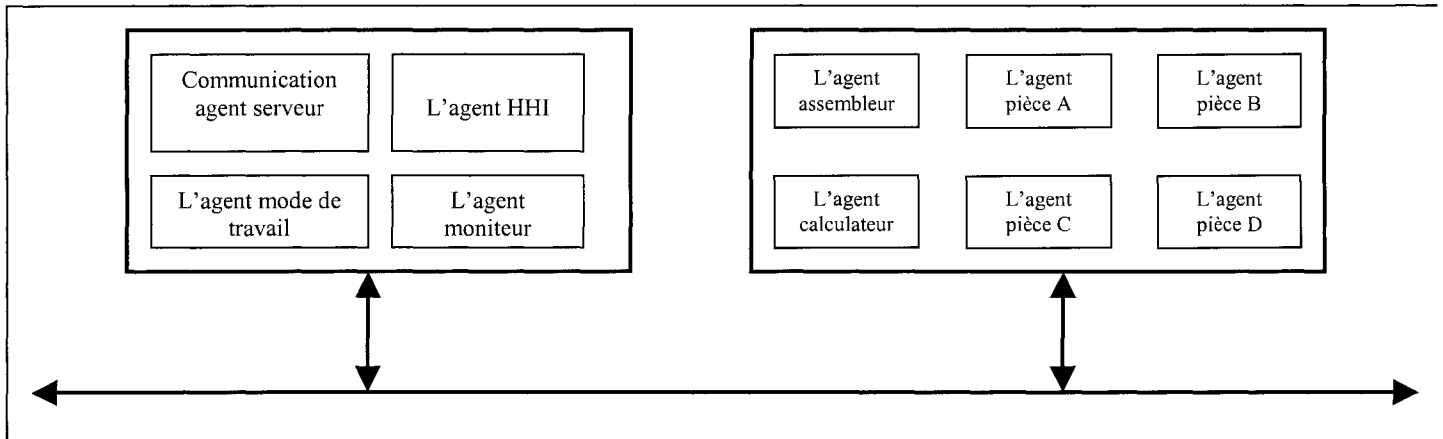 Communication
agent serveur
L'agent HHI
L'agent mode de
travail
L'agent
moniteur
L'agent
assembleur
L'agent
pièce A
L'agent
pièce B
L'agent
calculateur
L'agent
pièce C
L'agent
pièce D